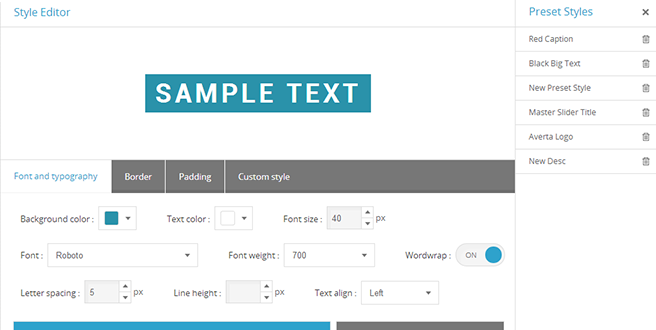 Style Editor
SAMPLE TEXT
Font and typography Border Padding Custom style
Background color : Text color : Font size : 40 px
Font : Roboto Font weight : 700 Wordwrap : ON
Letter spacing : 5 px Line height : px Text align : Left
Preset Styles
Red Caption
Black Big Text
New Preset Style
Master Slider Title
Averta Logo
New Desc